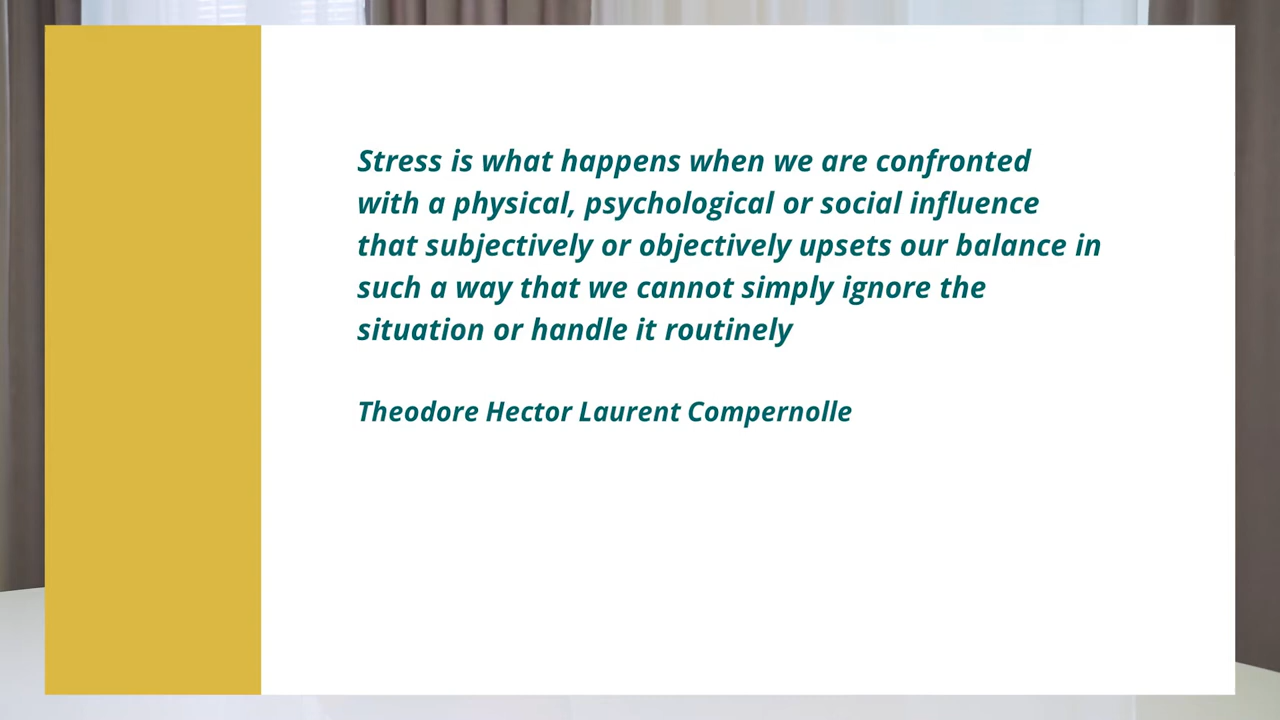 Stress is what happens when we are confronted
with a physical, psychological or social influence
that subjectively or objectively upsets our balance in
such a way that we cannot simply ignore the
situation or handle it routinely
Theodore Hector Laurent Compernolle